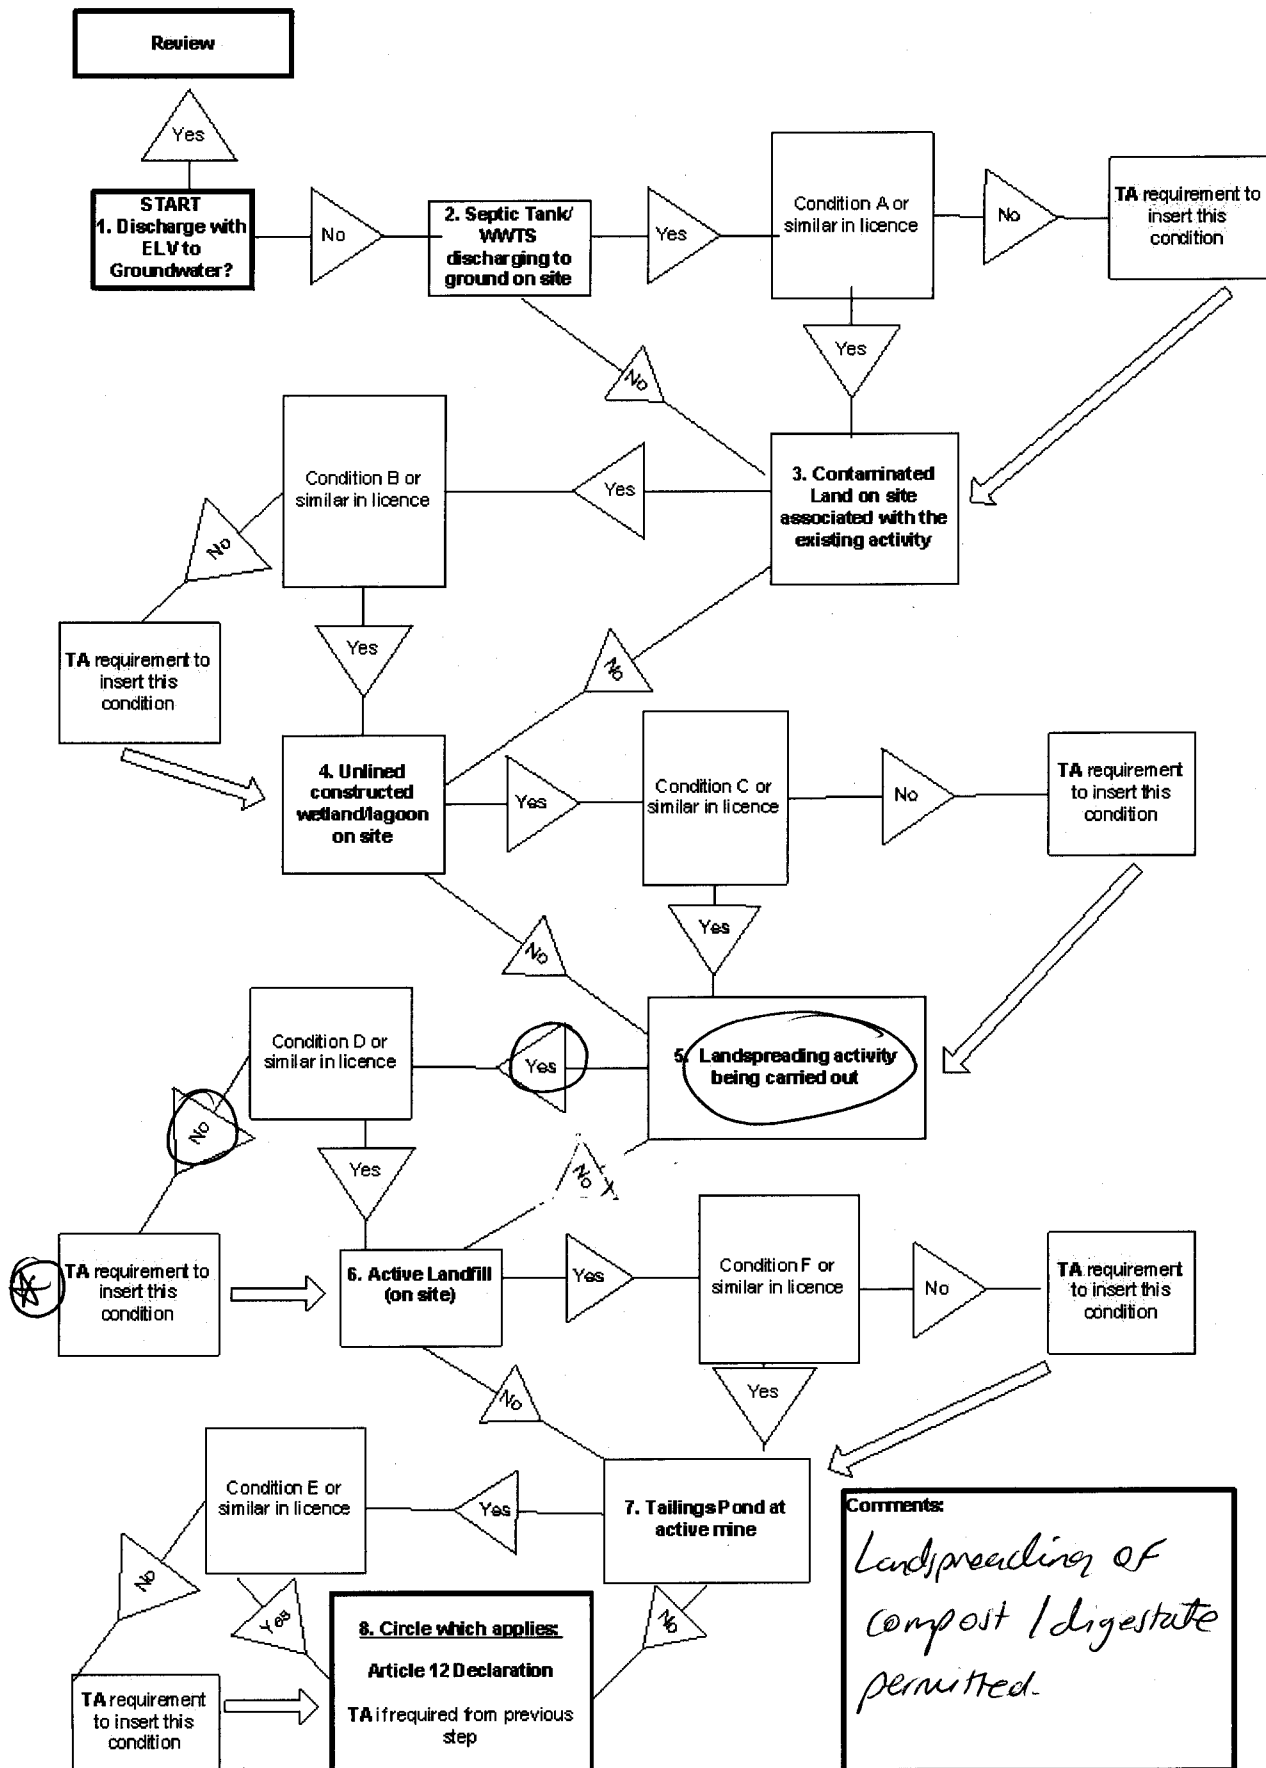 Review
Yes
START
1. Discharge with
ELV to
Groundwater?
No
2. Septic Tank/
WWTS
discharging to
ground on site
Yes
Condition A or
similar in licence
No
TA requirement to
insert this
condition
Yes
No
3. Contaminated
Land on site
associated with the
existing activity
Yes
Condition B or
similar in licence
No
TA requirement to
insert this
condition
Yes
No
4. Unlined
constructed
wetland/lagoon
on site
Yes
Condition C or
similar in licence
No
TA requirement
to insert this
condition
Yes
No
5. Landspreading activity
being carried out
Yes
Condition D or
similar in licence
No
TA requirement to
insert this
condition
Yes
No
6. Active Landfill
(on site)
Yes
Condition F or
similar in licence
No
TA requirement
to insert this
condition
Yes
No
7. Tailings Pond at
active mine
Yes
Condition E or
similar in licence
No
TA requirement
to insert this
condition
Yes
No
8. Circle which applies:
Article 12 Declaration
TA if required from previous
step
Comments:
Landspreading of
compost / digestate
permitted.